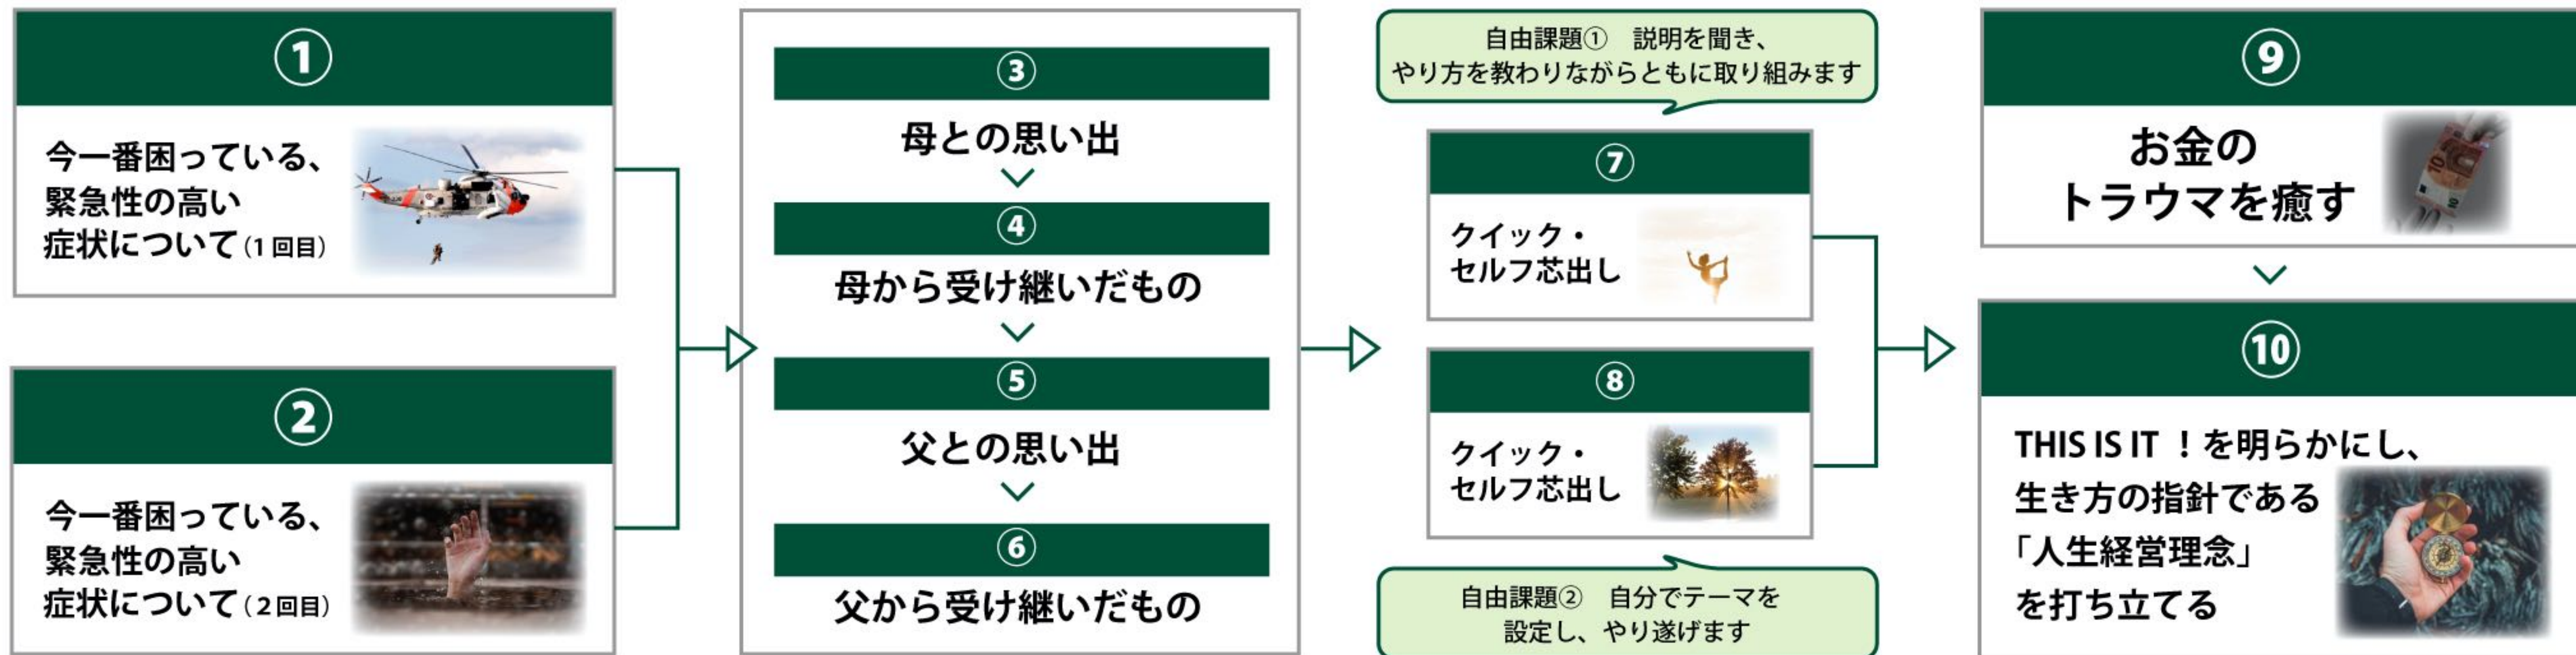 ①
今一番困っている、
緊急性の高い
症状について(1回目)
②
今一番困っている、
緊急性の高い
症状について(2回目)
③
母との思い出
④
母から受け継いだもの
⑤
父との思い出
⑥
父から受け継いだもの
自由課題① 説明を聞き、
やり方を教わりながらともに取り組みます
⑦
クイック・
セルフ芯出し
⑧
クイック・
セルフ芯出し
自由課題② 自分でテーマを
設定し、やり遂げます
⑨
お金の
トラウマを癒す
10
10
⑩
THIS IS IT !を明らかにし、
生き方の指針である
「人生経営理念」
を打ち立てる